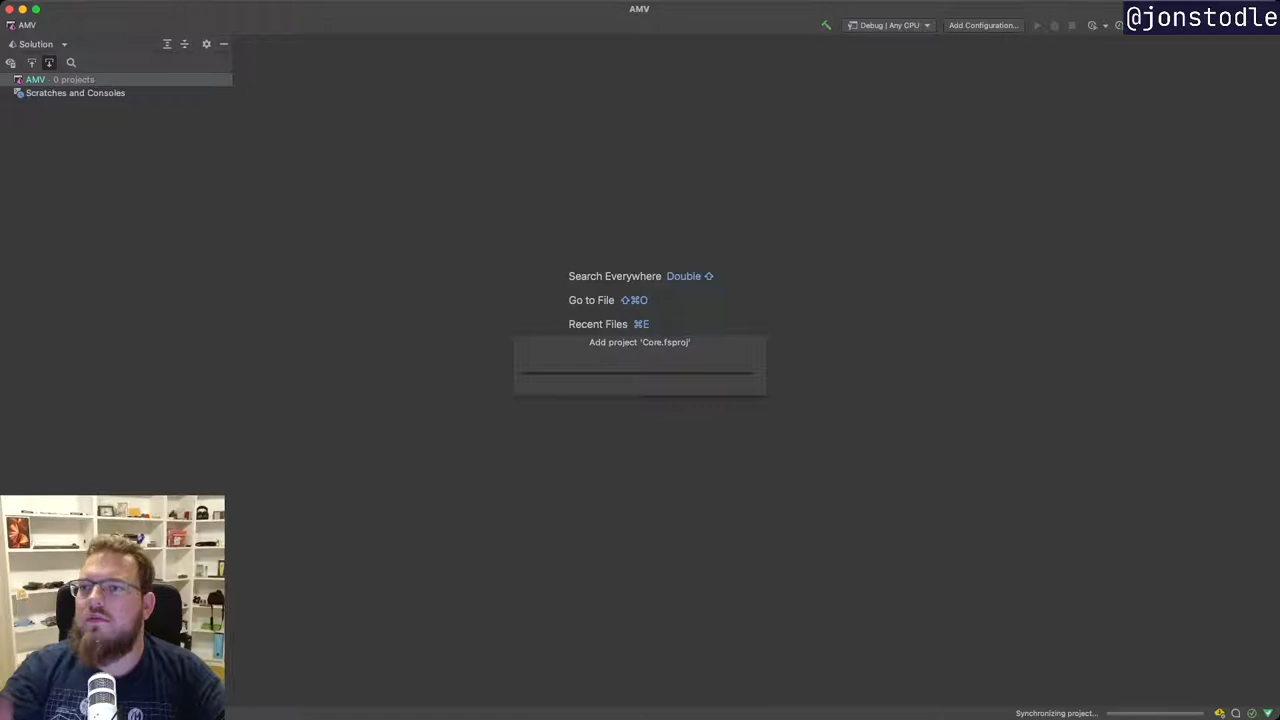 AMV
@jonstodle
AMV
Debug | Any CPU
Add Configuration...
Solution
AMV · 0 projects
Scratches and Consoles
Search Everywhere Double ⇧
Go to File ⇧⌘O
Recent Files ⌘E
Add project 'Core.fsproj'
Synchronizing project...